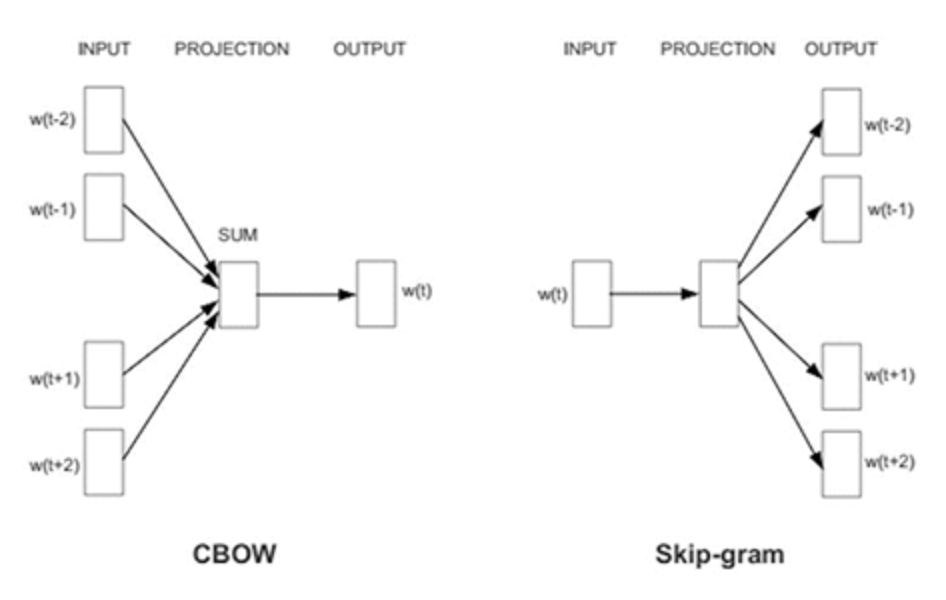 INPUT PROJECTION OUTPUT
w(t-2)
w(t-1)
SUM
w(t)
w(t+1)
w(t+2)
CBOW
INPUT PROJECTION OUTPUT
w(t-2)
w(t-1)
w(t)
w(t+1)
w(t+2)
Skip-gram